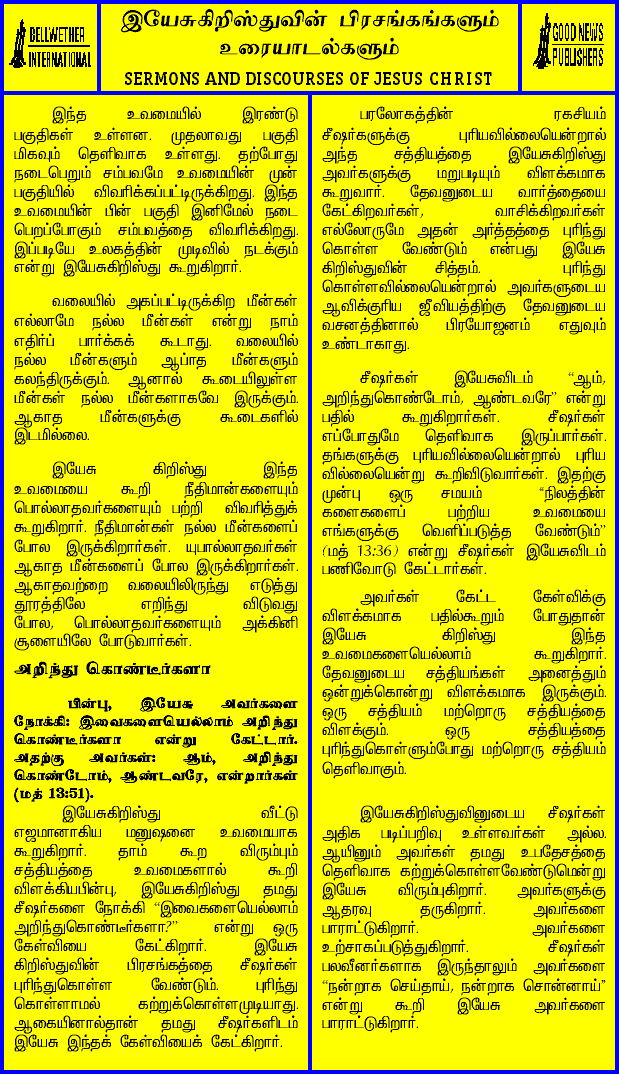 BELLWETHER
INTERNATIONAL
இயேசுகிறிஸ்துவின் பிரசங்கங்களும்
உரையாடல்களும்
SERMONS AND DISCOURSES OF JESUS CHRIST
GOOD NEWS
PUBLISHERS
இந்த உவமையில் இரண்டு
பகுதிகள் உள்ளன. முதலாவது பகுதி
மிகவும் தெளிவாக உள்ளது. தற்போது
நடைபெறும் சம்பவமே உவமையின் முன்
பகுதியில் விவரிக்கப்பட்டிருக்கிறது. இந்த
உவமையின் பின் பகுதி இனிமேல் நடை
பெறப்போகும் சம்பவத்தை விவரிக்கிறது.
இப்படியே உலகத்தின் முடிவில் நடக்கும்
என்று இயேசுகிறிஸ்து கூறுகிறார்.
வலையில் அகப்பட்டிருக்கிற மீன்கள்
எல்லாமே நல்ல மீன்கள் என்று நாம்
எதிர்ப் பார்க்கக் கூடாது. வலையில்
நல்ல மீன்களும் ஆப்ாத மீன்களும்
கலந்திருக்கும். ஆனால் கூடையிலுள்ள
மீன்கள் நல்ல மீன்களாகவே இருக்கும்.
ஆகாத மீன்களுக்கு கூடைகளில்
இடமில்லை.
இயேசு கிறிஸ்து இந்த
உவமையை கூறி நீதிமான்களையும்
பொல்லாதவர்களையும் பற்றி விவரித்துக்
கூறுகிறார். நீதிமான்கள் நல்ல மீன்களைப்
போல இருக்கிறார்கள். யுபால்லாதவர்கள்
ஆகாத மீன்களைப் போல இருக்கிறார்கள்.
ஆகாதவற்றை வலையிலிருந்து எடுத்து
தூரத்திலே எறிந்து விடுவது
போல, பொல்லாதவர்களையும் அக்கினி
சூளையிலே போடுவார்கள்.
அறிந்து கொண்டீர்களா
பின்பு, இயேசு அவர்களை
நோக்கி: இவைகளையெல்லாம் அறிந்து
கொண்டீர்களா என்று கேட்டார்.
அதற்கு அவர்கள்: ஆம், அறிந்து
கொண்டோம், ஆண்டவரே, என்றார்கள்
(மத் 13:51).
இயேசுகிறிஸ்து வீட்டு
எஜமானாகிய மனுஷனை உவமையாக
கூறுகிறார். தாம் கூற விரும்பும்
சத்தியத்தை உவமைகளால் கூறி
விளக்கியபின்பு, இயேசுகிறிஸ்து தமது
சீஷர்களை நோக்கி “இவைகளையெல்லாம்
அறிந்துகொண்டீர்களா?” என்று ஒரு
கேள்வியை கேட்கிறார். இயேசு
கிறிஸ்துவின் பிரசங்கத்தை சீஷர்கள்
புரிந்துகொள்ள வேண்டும். புரிந்து
கொள்ளாமல் கற்றுக்கொள்ளமுடியாது.
ஆகையினால்தான் தமது சீஷர்களிடம்
இயேசு இந்தக் கேள்வியைக் கேட்கிறார்.
பரலோகத்தின் ரகசியம்
சீஷர்களுக்கு புரியவில்லையென்றால்
அந்த சத்தியத்தை இயேசுகிறிஸ்து
அவர்களுக்கு மறுபடியும் விளக்கமாக
கூறுவார். தேவனுடைய வார்த்தையை
கேட்கிறவர்கள், வாசிக்கிறவர்கள்
எல்லோருமே அதன் அர்த்தத்தை புரிந்து
கொள்ள வேண்டும் என்பது இயேசு
கிறிஸ்துவின் சித்தம். புரிந்து
கொள்ளவில்லையென்றால் அவர்களுடைய
ஆவிக்குரிய ஜீவியத்திற்கு தேவனுடைய
வசனத்தினால் பிரயோஜனம் எதுவும்
உண்டாகாது.
சீஷர்கள் இயேசுவிடம் “ஆம்,
அறிந்துகொண்டோம், ஆண்டவரே” என்று
பதில் கூறுகிறார்கள். சீஷர்கள்
எப்போதுமே தெளிவாக இருப்பார்கள்.
தங்களுக்கு புரியவில்லையென்றால் புரிய
வில்லையென்று கூறிவிடுவார்கள். இதற்கு
முன்பு ஒரு சமயம் “நிலத்தின்
களைகளைப் பற்றிய உவமையை
எங்களுக்கு வெளிப்படுத்த வேண்டும்”
(மத் 13:36) என்று சீஷர்கள் இயேசுவிடம்
பணிவோடு கேட்டார்கள்.
அவர்கள் கேட்ட கேள்விக்கு
விளக்கமாக பதில்கூறும் போதுதான்
இயேசு கிறிஸ்து இந்த
உவமைகளையெல்லாம் கூறுகிறார்.
தேவனுடைய சத்தியங்கள் அனைத்தும்
ஒன்றுக்கொன்று விளக்கமாக இருக்கும்.
ஒரு சத்தியம் மற்றொரு சத்தியத்தை
விளக்கும். ஒரு சத்தியத்தை
புரிந்துகொள்ளும்போது மற்றொரு சத்தியம்
தெளிவாகும்.
இயேசுகிறிஸ்துவினுடைய சீஷர்கள்
அதிக படிப்பறிவு உள்ளவர்கள் அல்ல.
ஆயினும் அவர்கள் தமது உபதேசத்தை
தெளிவாக கற்றுக்கொள்ளவேண்டுமென்று
இயேசு விரும்புகிறார். அவர்களுக்கு
ஆதரவு தருகிறார். அவர்களை
பாராட்டுகிறார். அவர்களை
உற்சாகப்படுத்துகிறார். சீஷர்கள்
பலவீனர்களாக இருந்தாலும் அவர்களை
“நன்றாக செய்தாய், நன்றாக சொன்னாய்”
என்று கூறி இயேசு அவர்களை
பாராட்டுகிறார்.